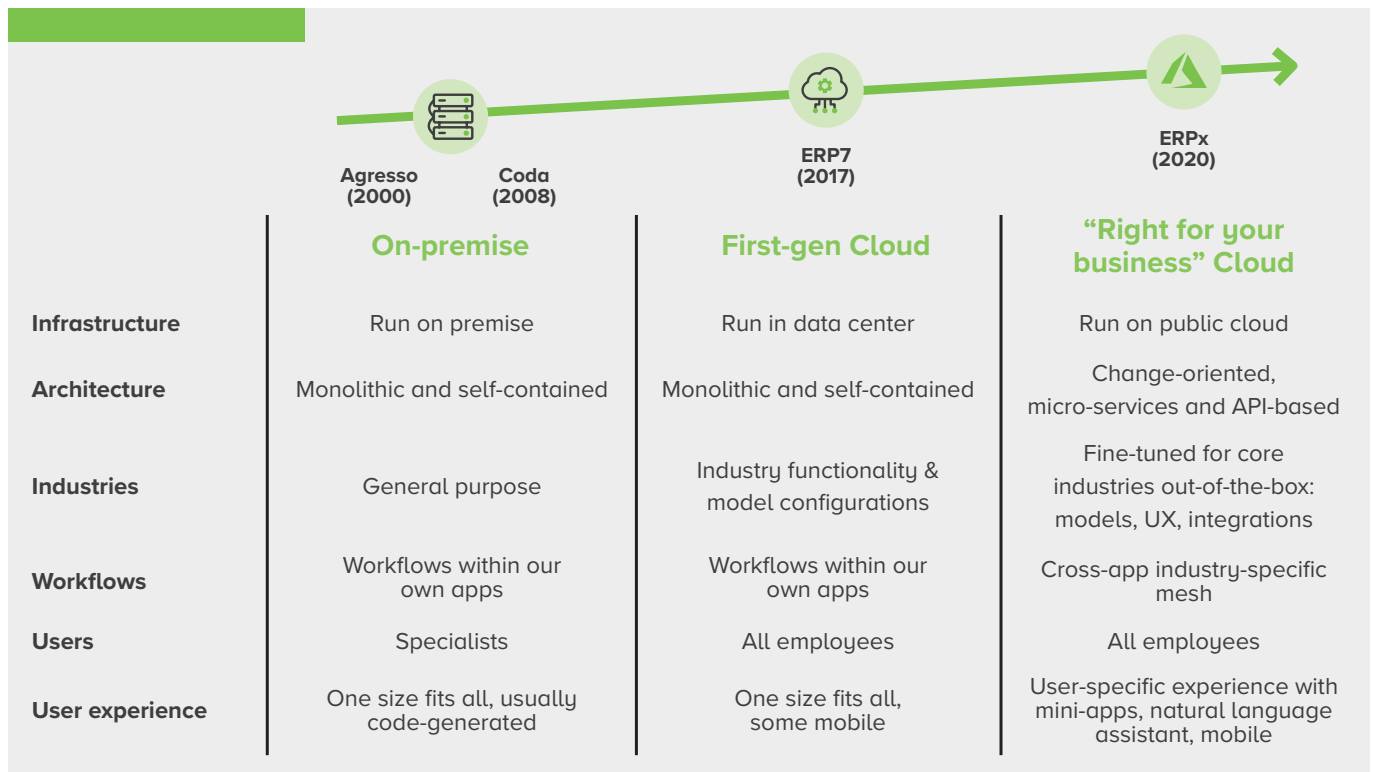 Agresso
(2000)
Coda
(2008)
ERP7
(2017)
ERPx
(2020)
On-premise
First-gen Cloud
“Right for your
business” Cloud
Infrastructure
Run on premise
Run in data center
Run on public cloud
Architecture
Monolithic and self-contained
Monolithic and self-contained
Change-oriented,
micro-services and API-based
Industries
General purpose
Industry functionality &
model configurations
Fine-tuned for core
industries out-of-the-box:
models, UX, integrations
Workflows
Workflows within our
own apps
Workflows within our
own apps
Cross-app industry-specific
mesh
Users
Specialists
All employees
All employees
User experience
One size fits all, usually
code-generated
One size fits all,
some mobile
User-specific experience with
mini-apps, natural language
assistant, mobile